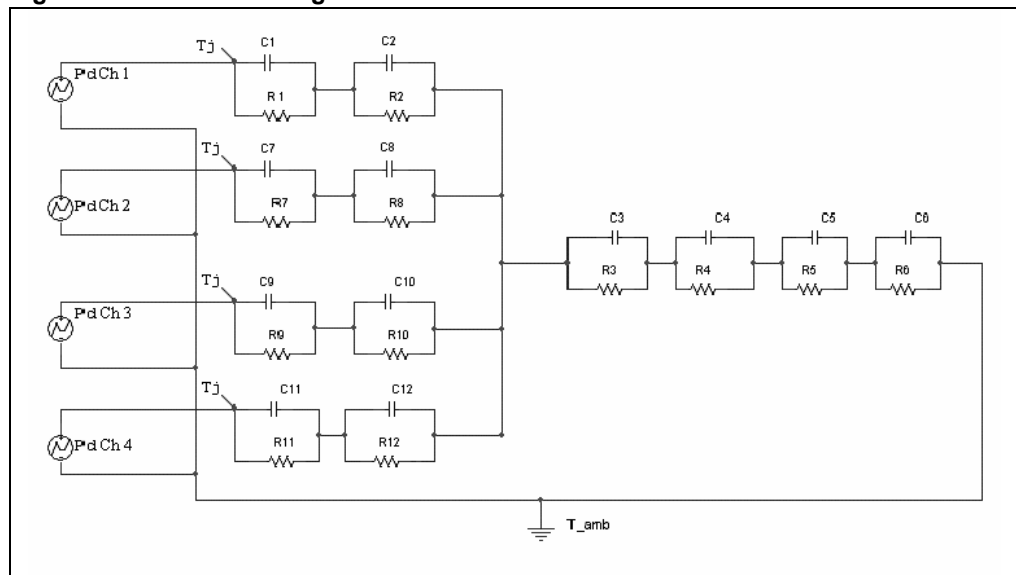 Tj
C1
C2
PdCh1
R1
R2
Tj
C7
C8
PdCh2
R7
R8
C3
C4
C5
C6
R3
R4
R5
R6
Tj
C9
C10
PdCh3
R9
R10
Tj
C11
C12
PdCh4
R11
R12
T_amb